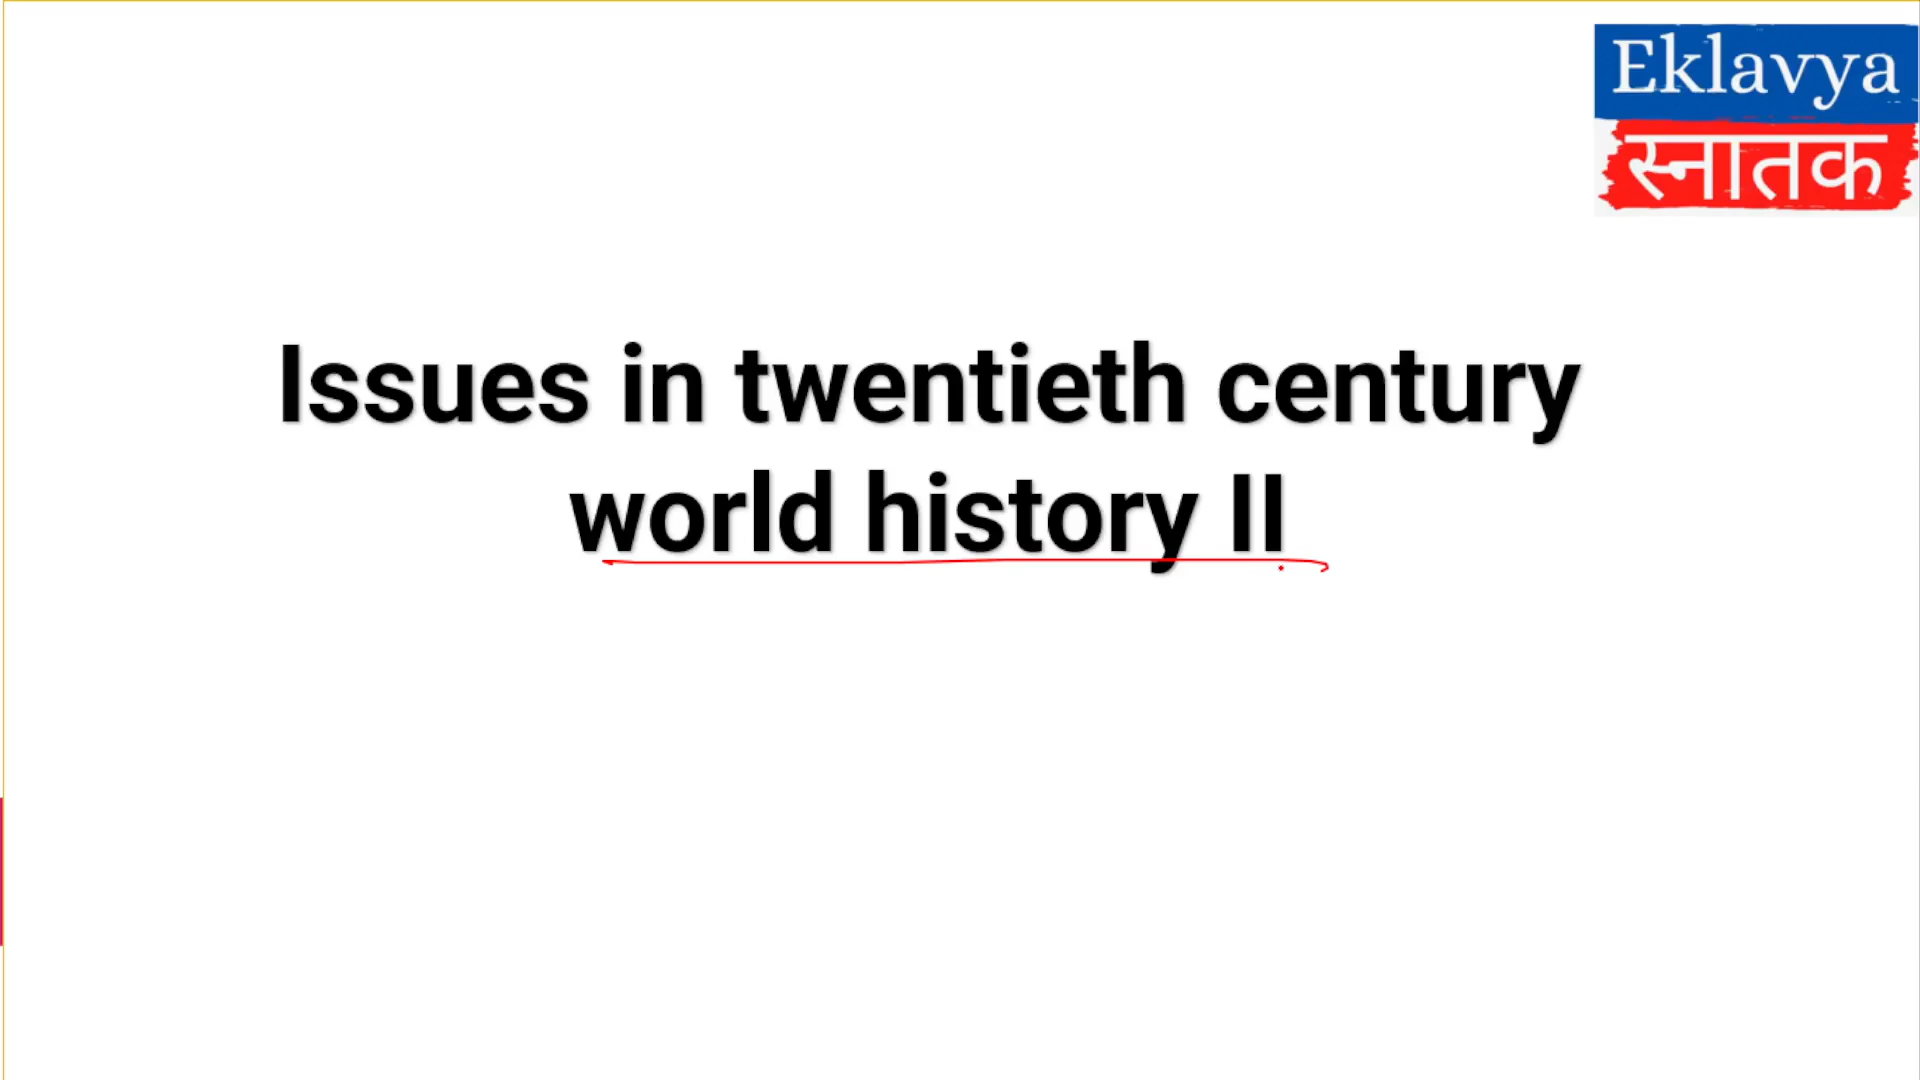 Eklavya
स्नातक
Issues in twentieth century
world history II